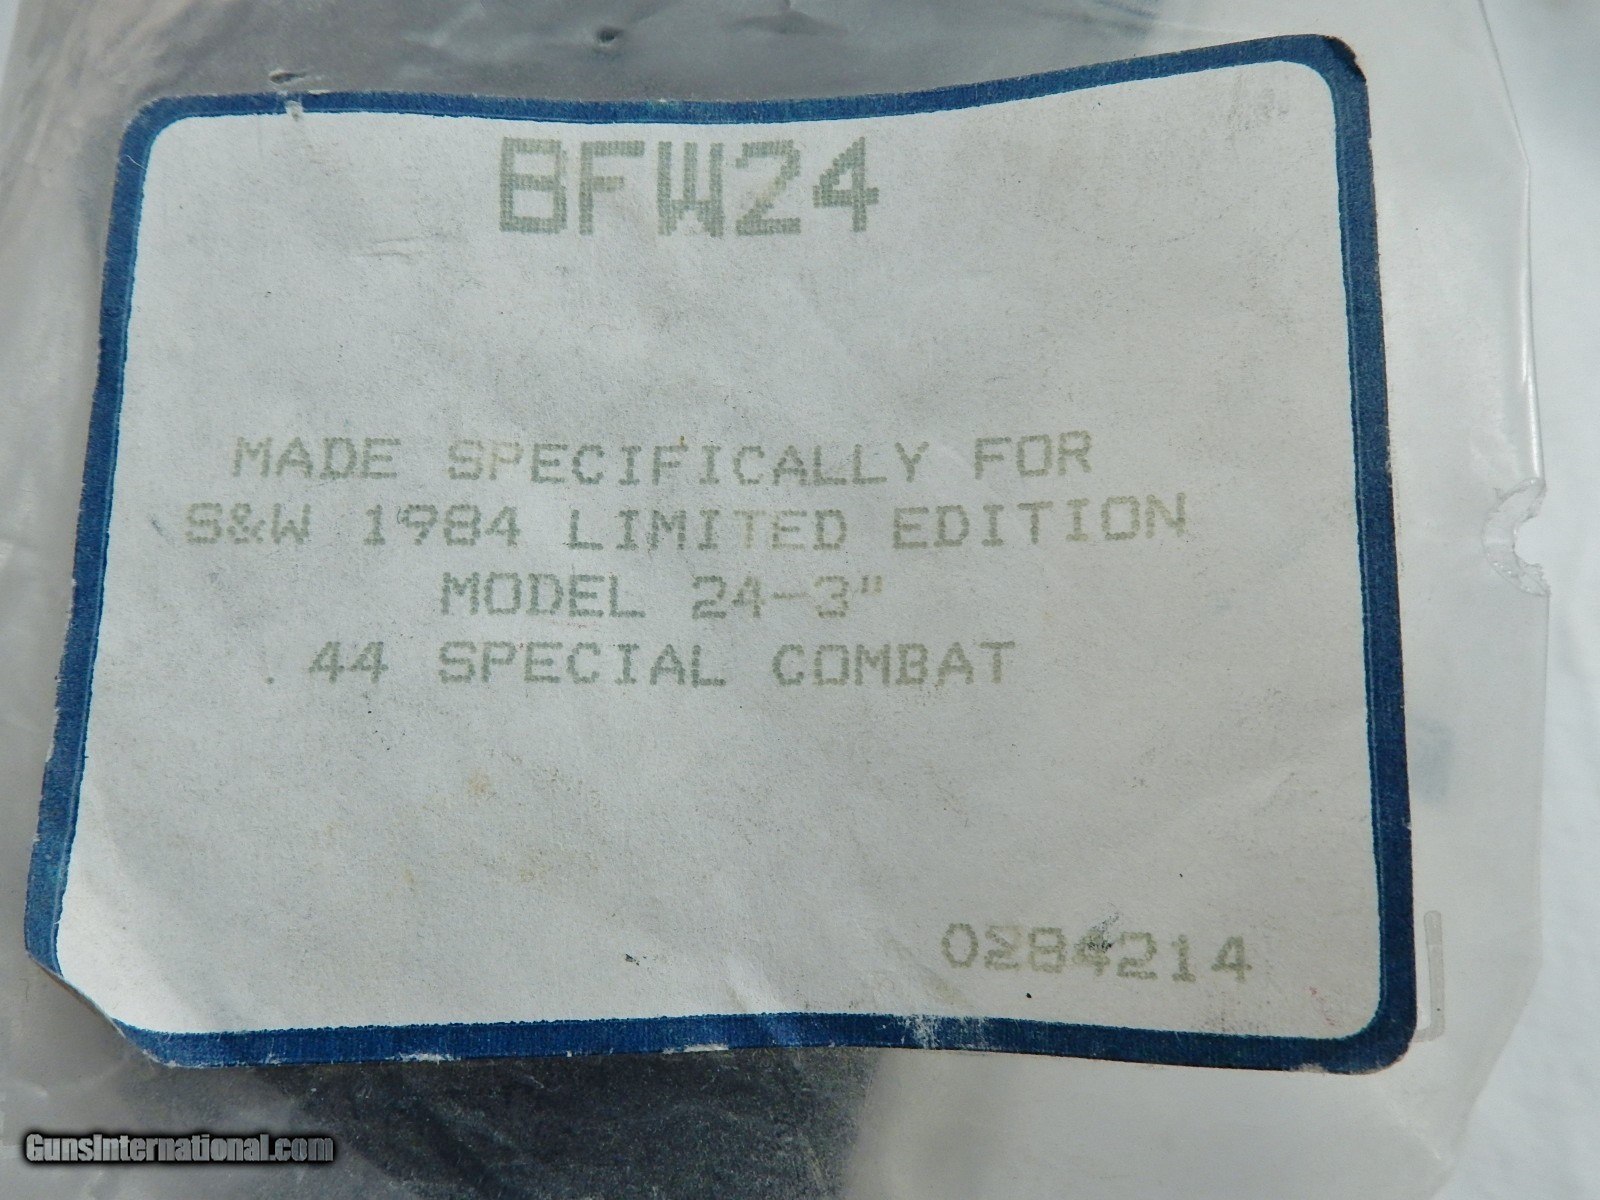 BFW24
MADE SPECIFICALLY FOR
S&W 1984 LIMITED EDITION
MODEL 24-3"
.44 SPECIAL COMBAT
0284214
GunsInternational.com